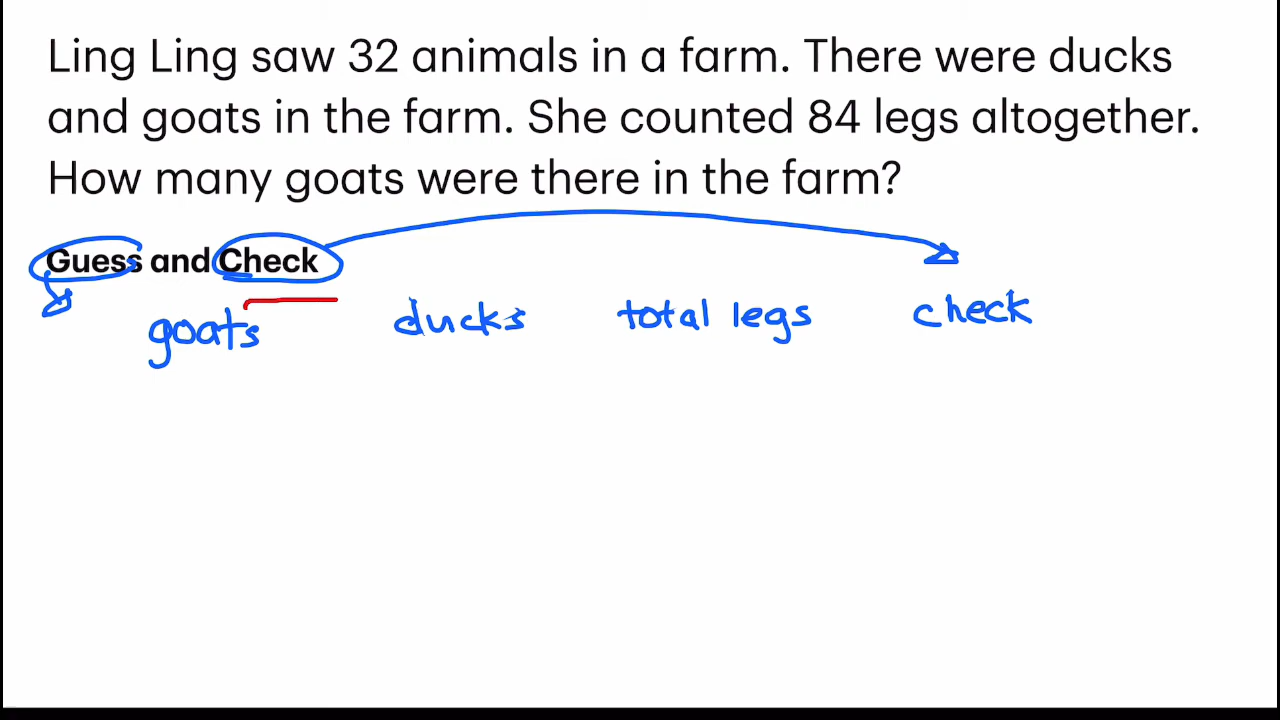 Ling Ling saw 32 animals in a farm. There were ducks
and goats in the farm. She counted 84 legs altogether.
How many goats were there in the farm?
Guess and Check
goats ducks total legs check